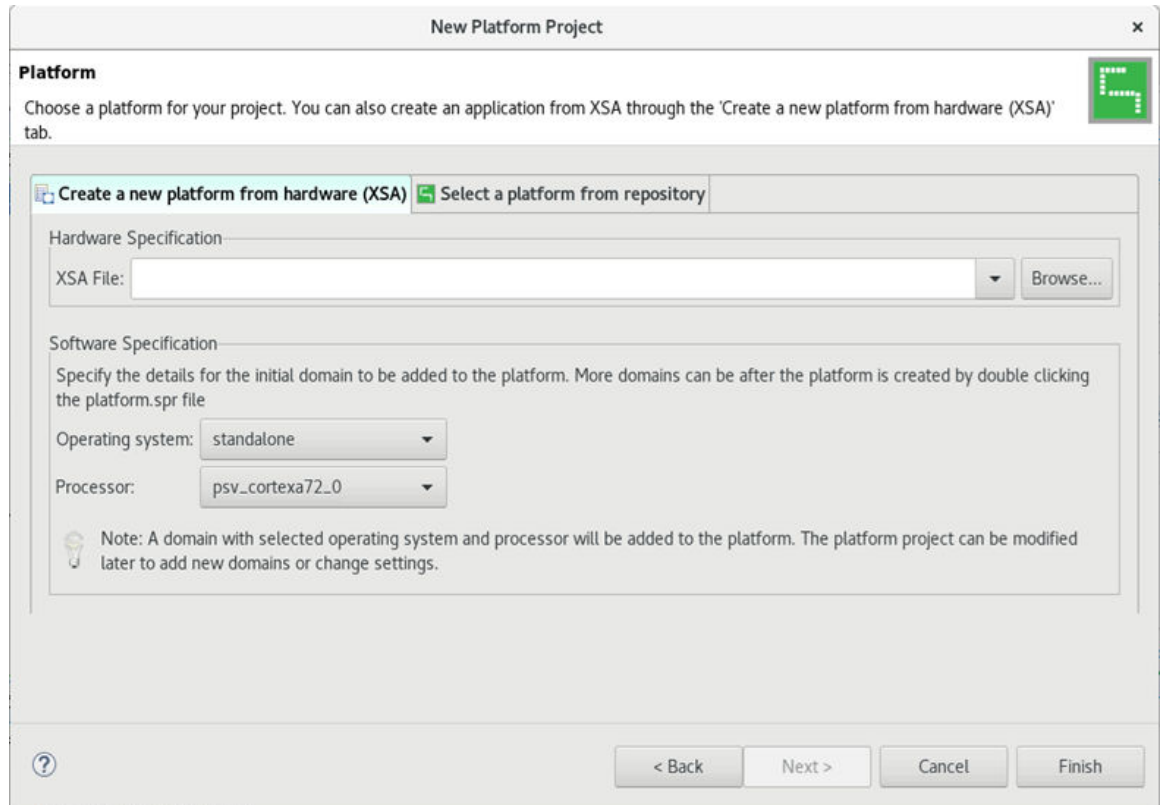 New Platform Project
×
Platform
Choose a platform for your project. You can also create an application from XSA through the 'Create a new platform from hardware (XSA)'
tab.
Create a new platform from hardware (XSA)
Select a platform from repository
Hardware Specification
XSA File:
Browse...
Software Specification
Specify the details for the initial domain to be added to the platform. More domains can be after the platform is created by double clicking
the platform.spr file
Operating system: standalone
Processor: psv_cortexa72_0
Note: A domain with selected operating system and processor will be added to the platform. The platform project can be modified
later to add new domains or change settings.
?
< Back
Next >
Cancel
Finish